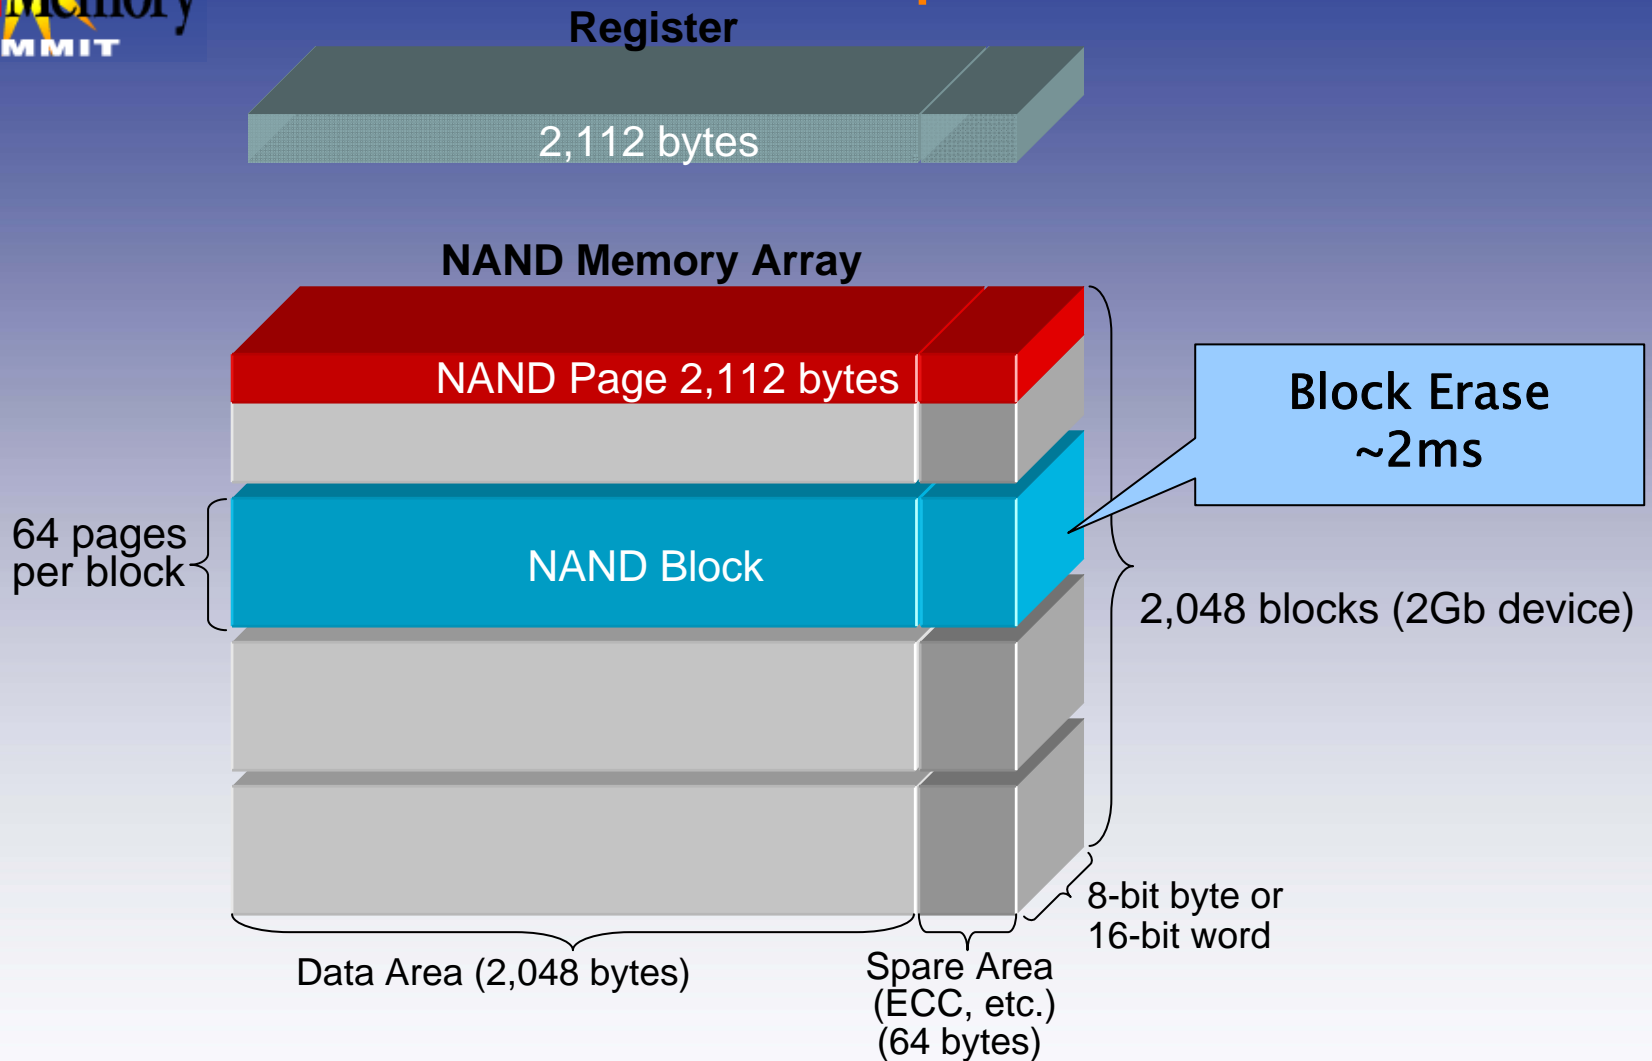 Memory
MMIT
Register
2,112 bytes
NAND Memory Array
NAND Page 2,112 bytes
Block Erase
~2ms
64 pages
per block
NAND Block
2,048 blocks (2Gb device)
8-bit byte or
16-bit word
Data Area (2,048 bytes)
Spare Area
(ECC, etc.)
(64 bytes)